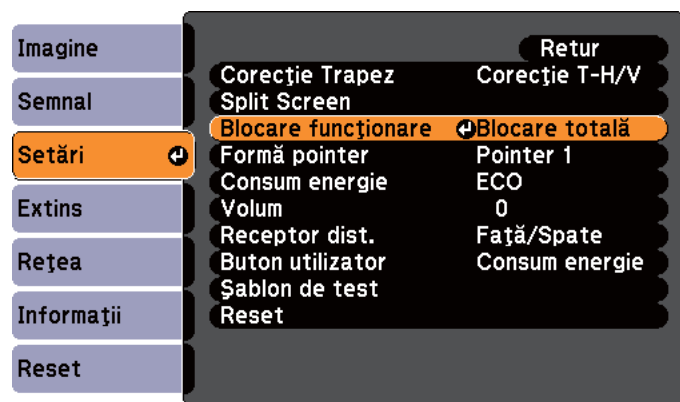 Imagine
Semnal
Setări
Extins
Reţea
Informaţii
Reset
Retur
Corecţie Trapez Corecţie T-H/V
Split Screen
Blocare funcţionare Blocare totală
Formă pointer Pointer 1
Consum energie ECO
Volum 0
Receptor dist. Faţă/Spate
Buton utilizator Consum energie
Şablon de test
Reset